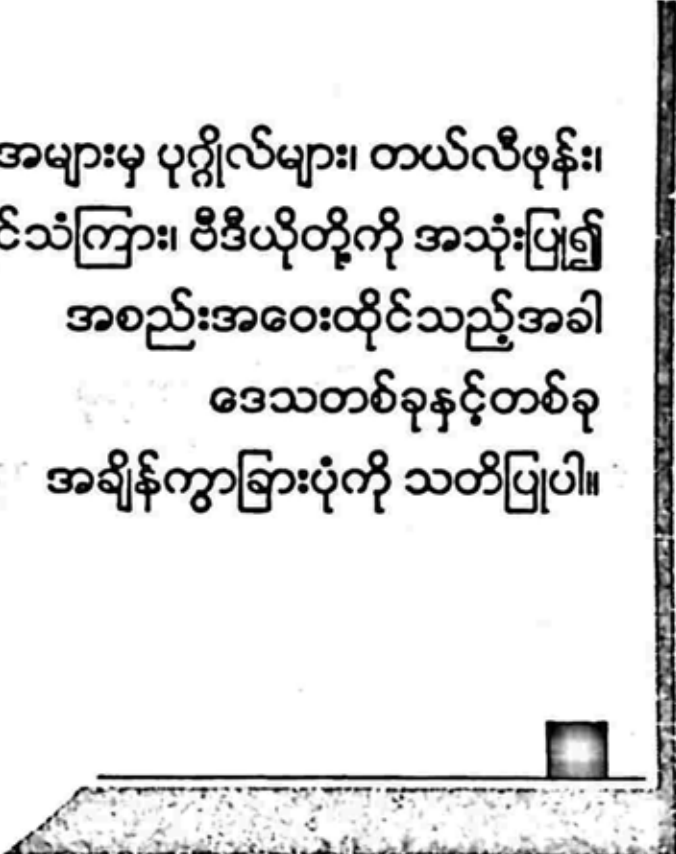 အများမှ ပုဂ္ဂိုလ်များ၊ တယ်လီဖုန်း၊
င်သံကြား၊ ဗီဒီယိုတို့ကို အသုံးပြု၍
အစည်းအဝေးထိုင်သည့်အခါ
ဒေသတစ်ခုနှင့်တစ်ခု
အချိန်ကွာခြားပုံကို သတိပြုပါ။